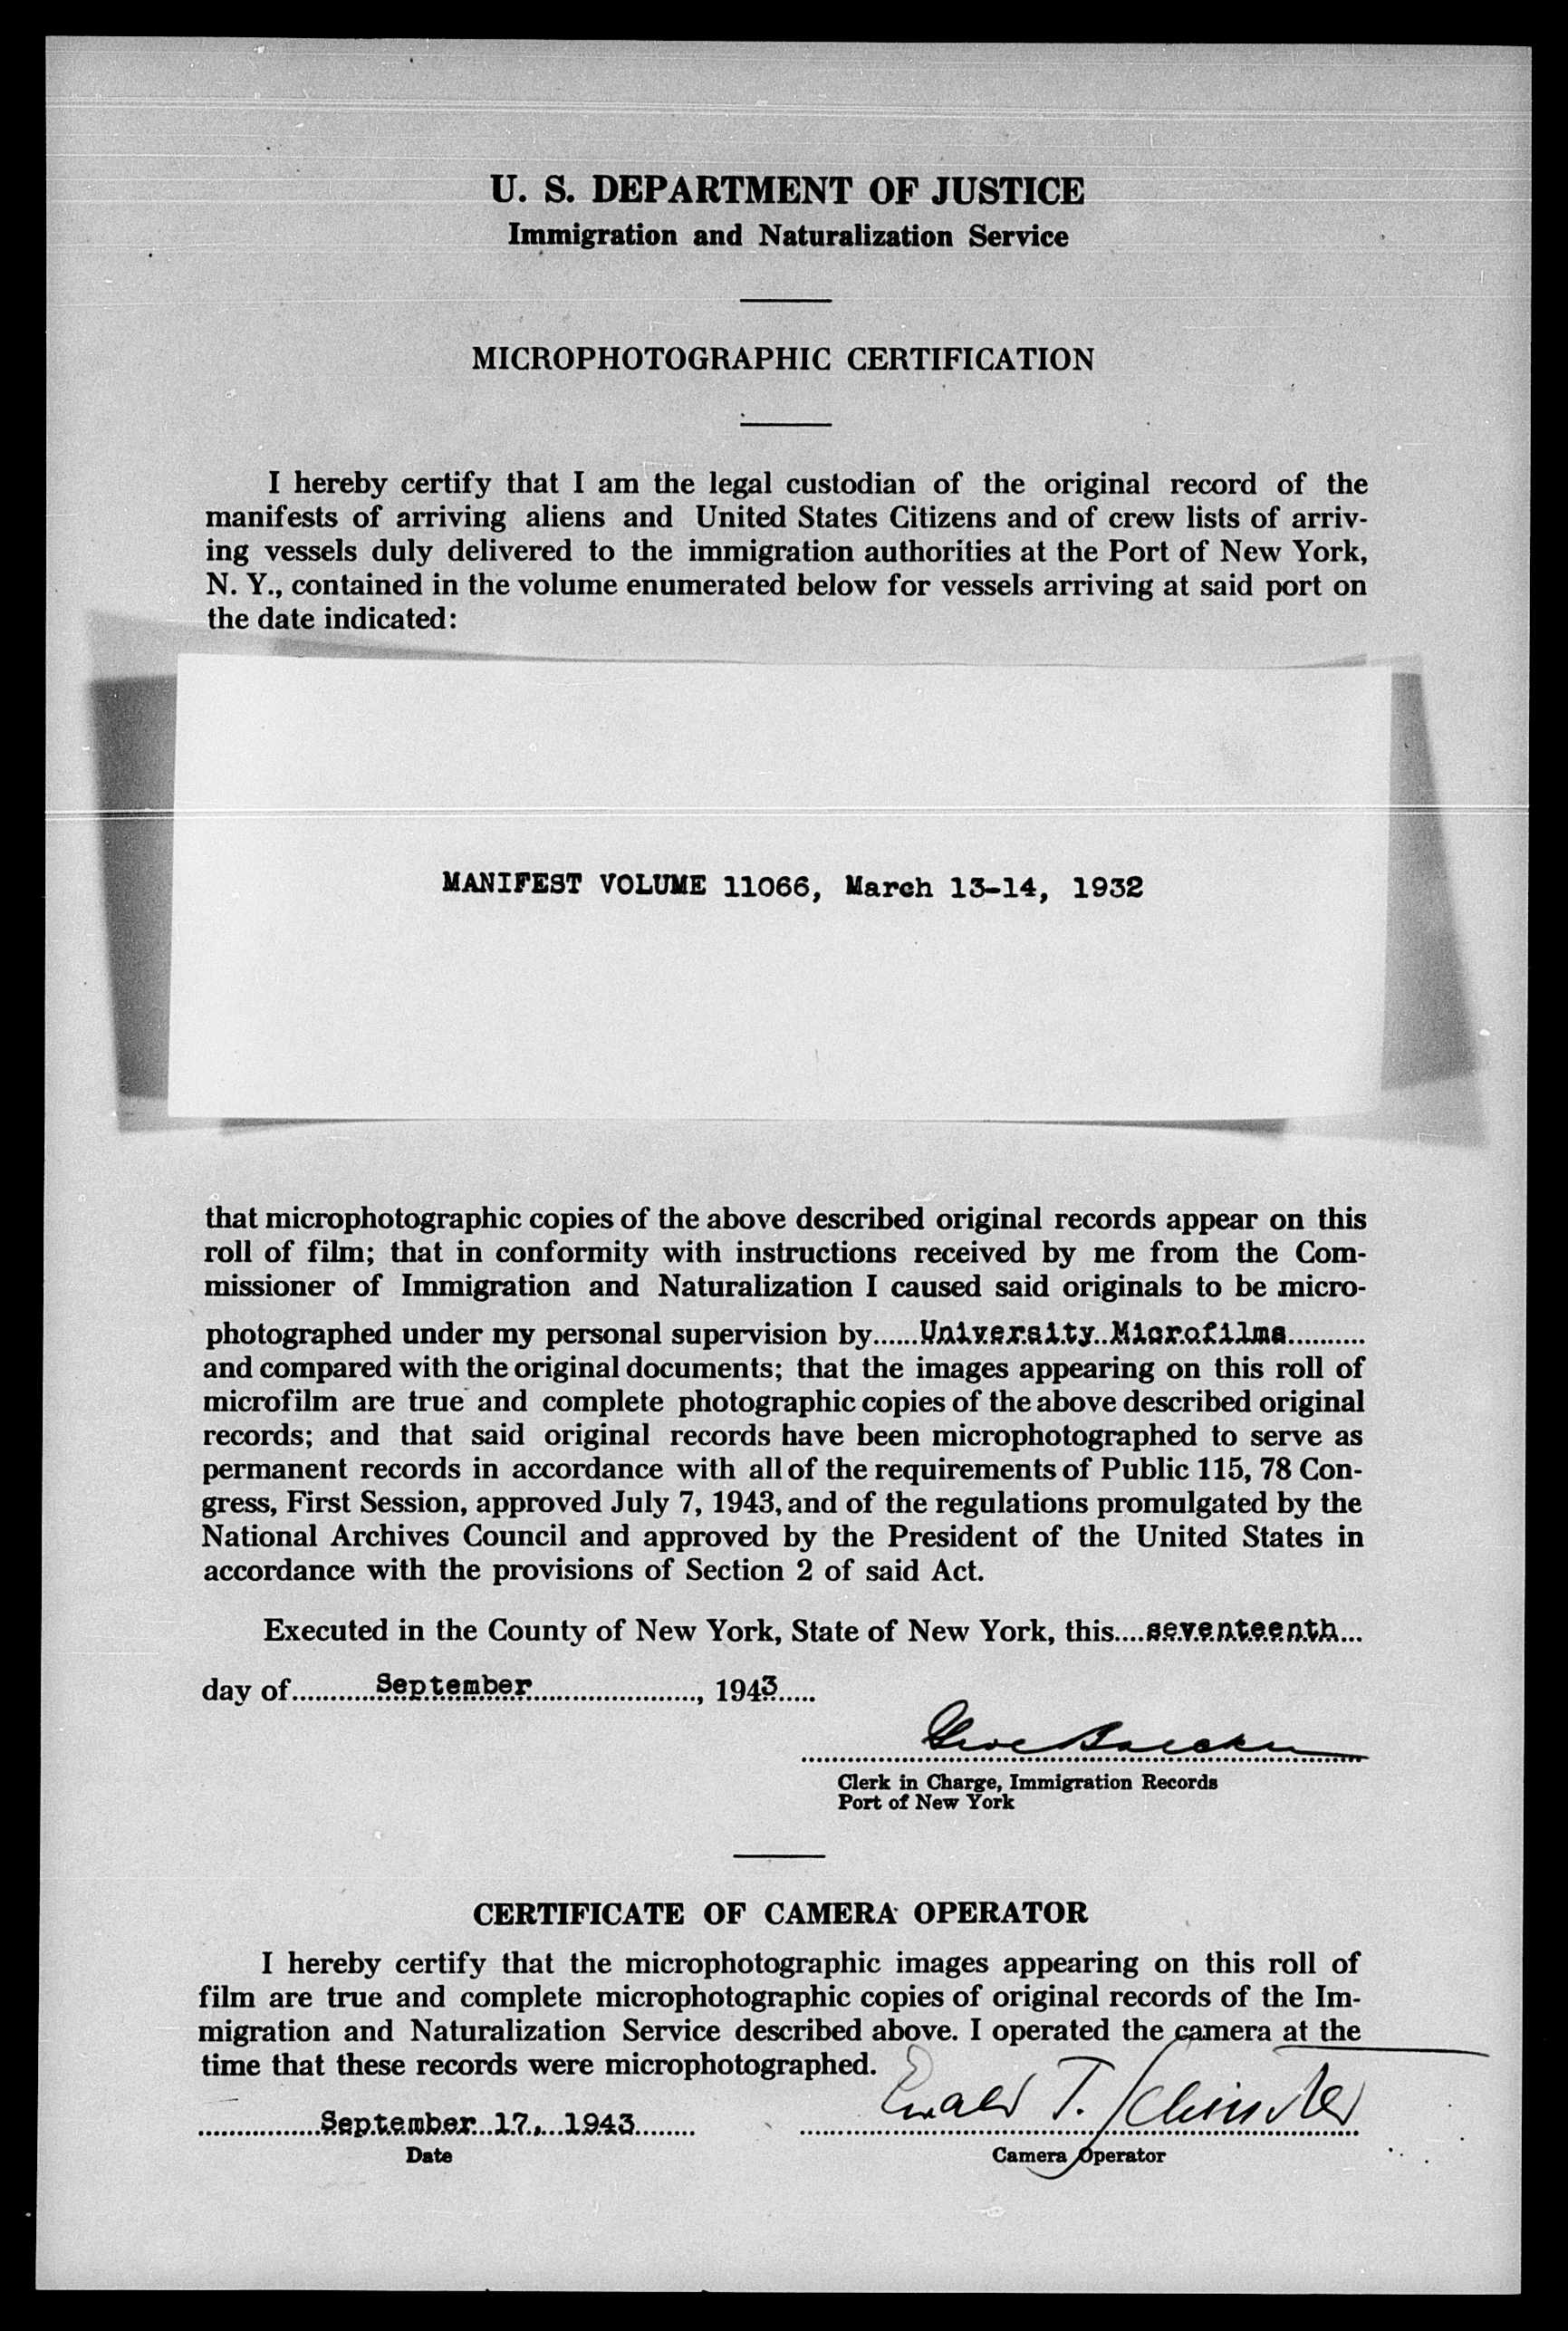 U. S. DEPARTMENT OF JUSTICE
Immigration and Naturalization Service
MICROPHOTOGRAPHIC CERTIFICATION
I hereby certify that I am the legal custodian of the original record of the
manifests of arriving aliens and United States Citizens and of crew lists of arriv-
ing vessels duly delivered to the immigration authorities at the Port of New York,
N. Y., contained in the volume enumerated below for vessels arriving at said port on
the date indicated:
MANIFEST VOLUME 11066, March 13-14, 1932
that microphotographic copies of the above described original records appear on this
roll of film; that in conformity with instructions received by me from the Com-
missioner of Immigration and Naturalization I caused said originals to be micro-
photographed under my personal supervision by......University Microfilms..........
and compared with the original documents; that the images appearing on this roll of
microfilm are true and complete photographic copies of the above described original
records; and that said original records have been microphotographed to serve as
permanent records in accordance with all of the requirements of Public 115, 78 Con-
gress, First Session, approved July 7, 1943, and of the regulations promulgated by the
National Archives Council and approved by the President of the United States in
accordance with the provisions of Section 2 of said Act.
Executed in the County of New York, State of New York, this....seventeenth...
day of...........September......................, 1943.....
Clerk in Charge, Immigration Records
Port of New York
CERTIFICATE OF CAMERA OPERATOR
I hereby certify that the microphotographic images appearing on this roll of
film are true and complete microphotographic copies of original records of the Im-
migration and Naturalization Service described above. I operated the camera at the
time that these records were microphotographed.
................September 17, 1943........ Ewald T.
Date
Camera Operator